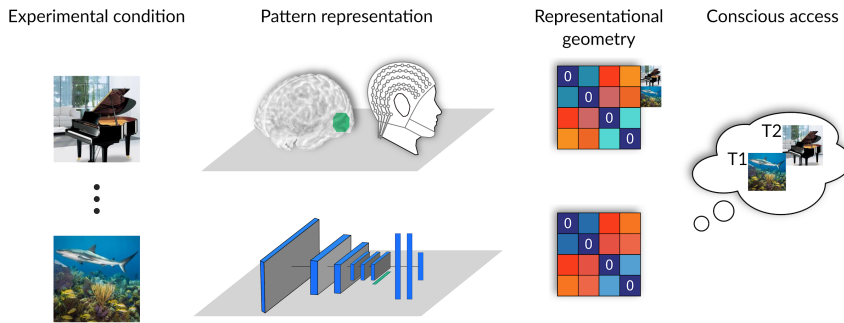 Experimental condition
Pattern representation
Representational
geometry
Conscious access
0
0
0
0
T2
T1
0
0
0
0